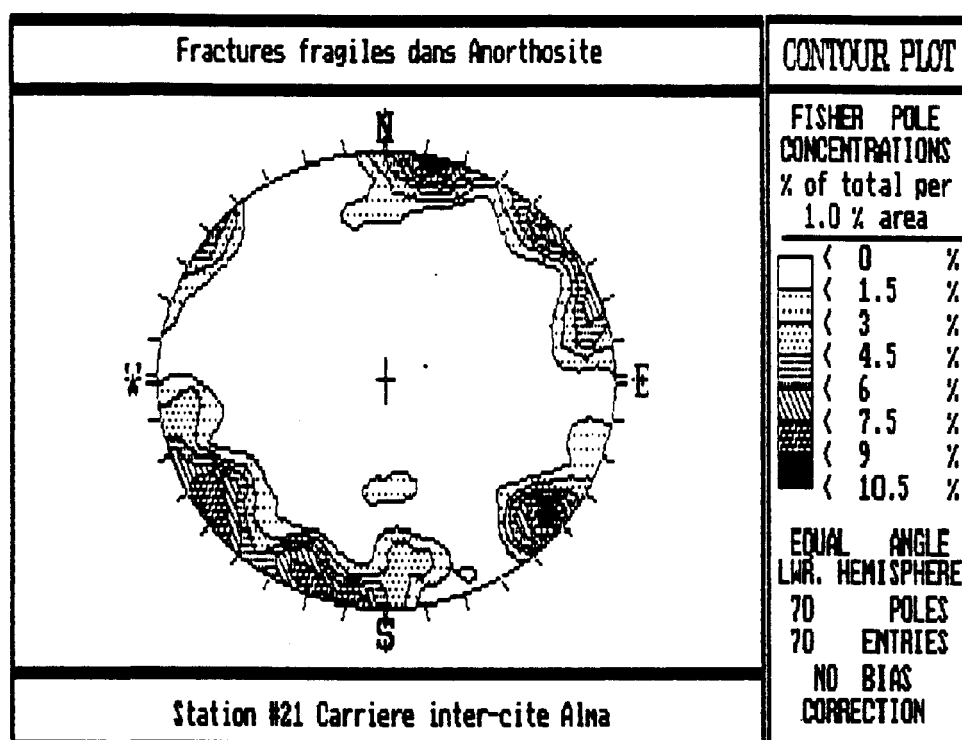 Fractures fragiles dans Anorthosite
N
W
E
S
Station #21 Carriere inter-cite Alma
CONTOUR PLOT
FISHER POLE
CONCENTRATIONS
% of total per
1.0 % area
< 0 %
< 1.5 %
< 3 %
< 4.5 %
< 6 %
< 7.5 %
< 9 %
< 10.5 %
EQUAL ANGLE
LWR. HEMISPHERE
70 POLES
70 ENTRIES
NO BIAS
CORRECTION